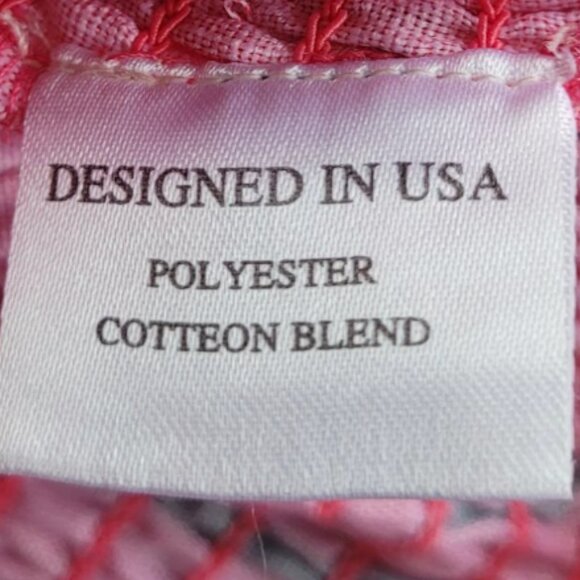 DESIGNED IN USA
POLYESTER
COTTEON BLEND